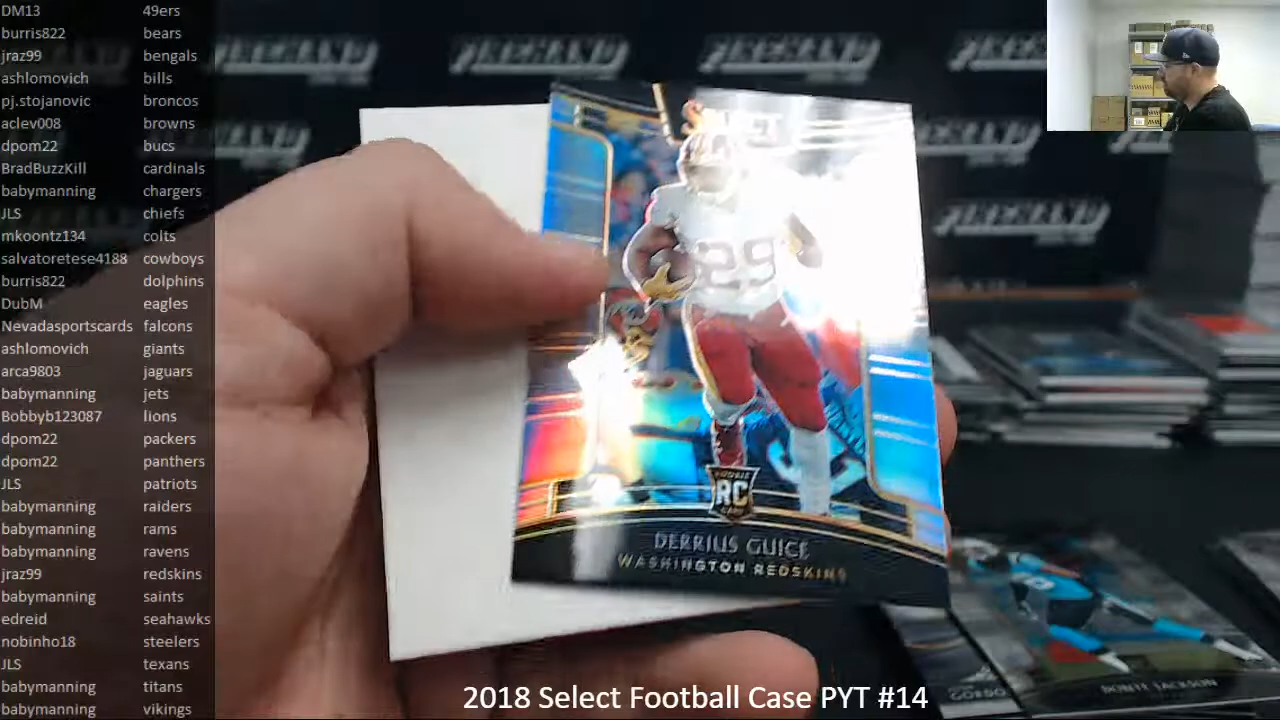 DM13 49ers
burris822 bears
jraz99 bengals
ashlomovich bills
pj.stojanovic broncos
aclev008 browns
dpom22 bucs
BradBuzzKill cardinals
babymanning chargers
JLS chiefs
mkoontz134 colts
salvatoretese4188 cowboys
burris822 dolphins
DubM eagles
Nevadasportscards falcons
ashlomovich giants
arca9803 jaguars
babymanning jets
Bobbyb123087 lions
dpom22 packers
dpom22 panthers
JLS patriots
babymanning raiders
babymanning rams
babymanning ravens
jraz99 redskins
babymanning saints
edreid seahawks
nobinho18 steelers
JLS texans
babymanning titans
babymanning vikings
SELECT
29
ROOKIE
RC
CARD
DERRIUS GUICE
WASHINGTON REDSKINS
DONTE JACKSON
2018 Select Football Case PYT #14